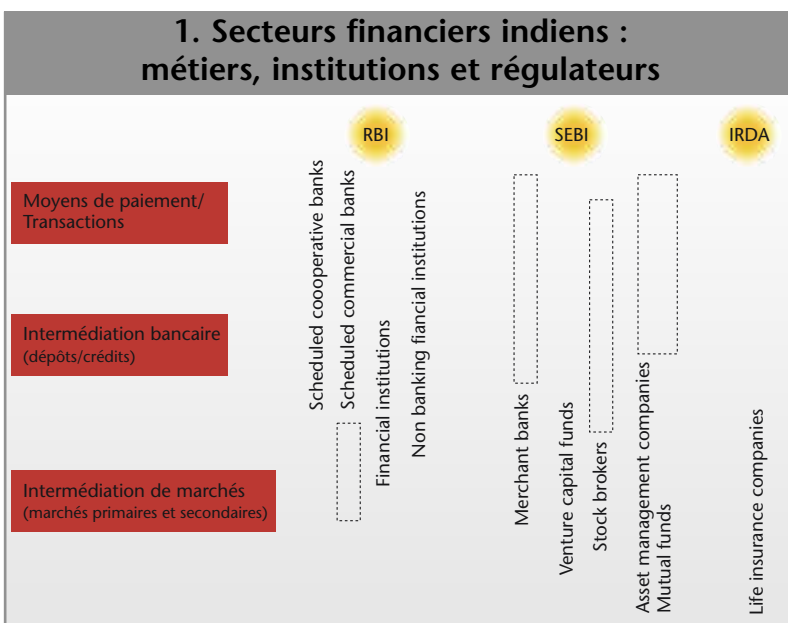 1. Secteurs financiers indiens :
métiers, institutions et régulateurs
RBI
SEBI
IRDA
Moyens de paiement/
Transactions
Intermédiation bancaire
(dépôts/crédits)
Intermédiation de marchés
(marchés primaires et secondaires)
Scheduled coooperative banks
Scheduled commercial banks
Financial institutions
Non banking fiancial institutions
Merchant banks
Venture capital funds
Stock brokers
Asset management companies
Mutual funds
Life insurance companies